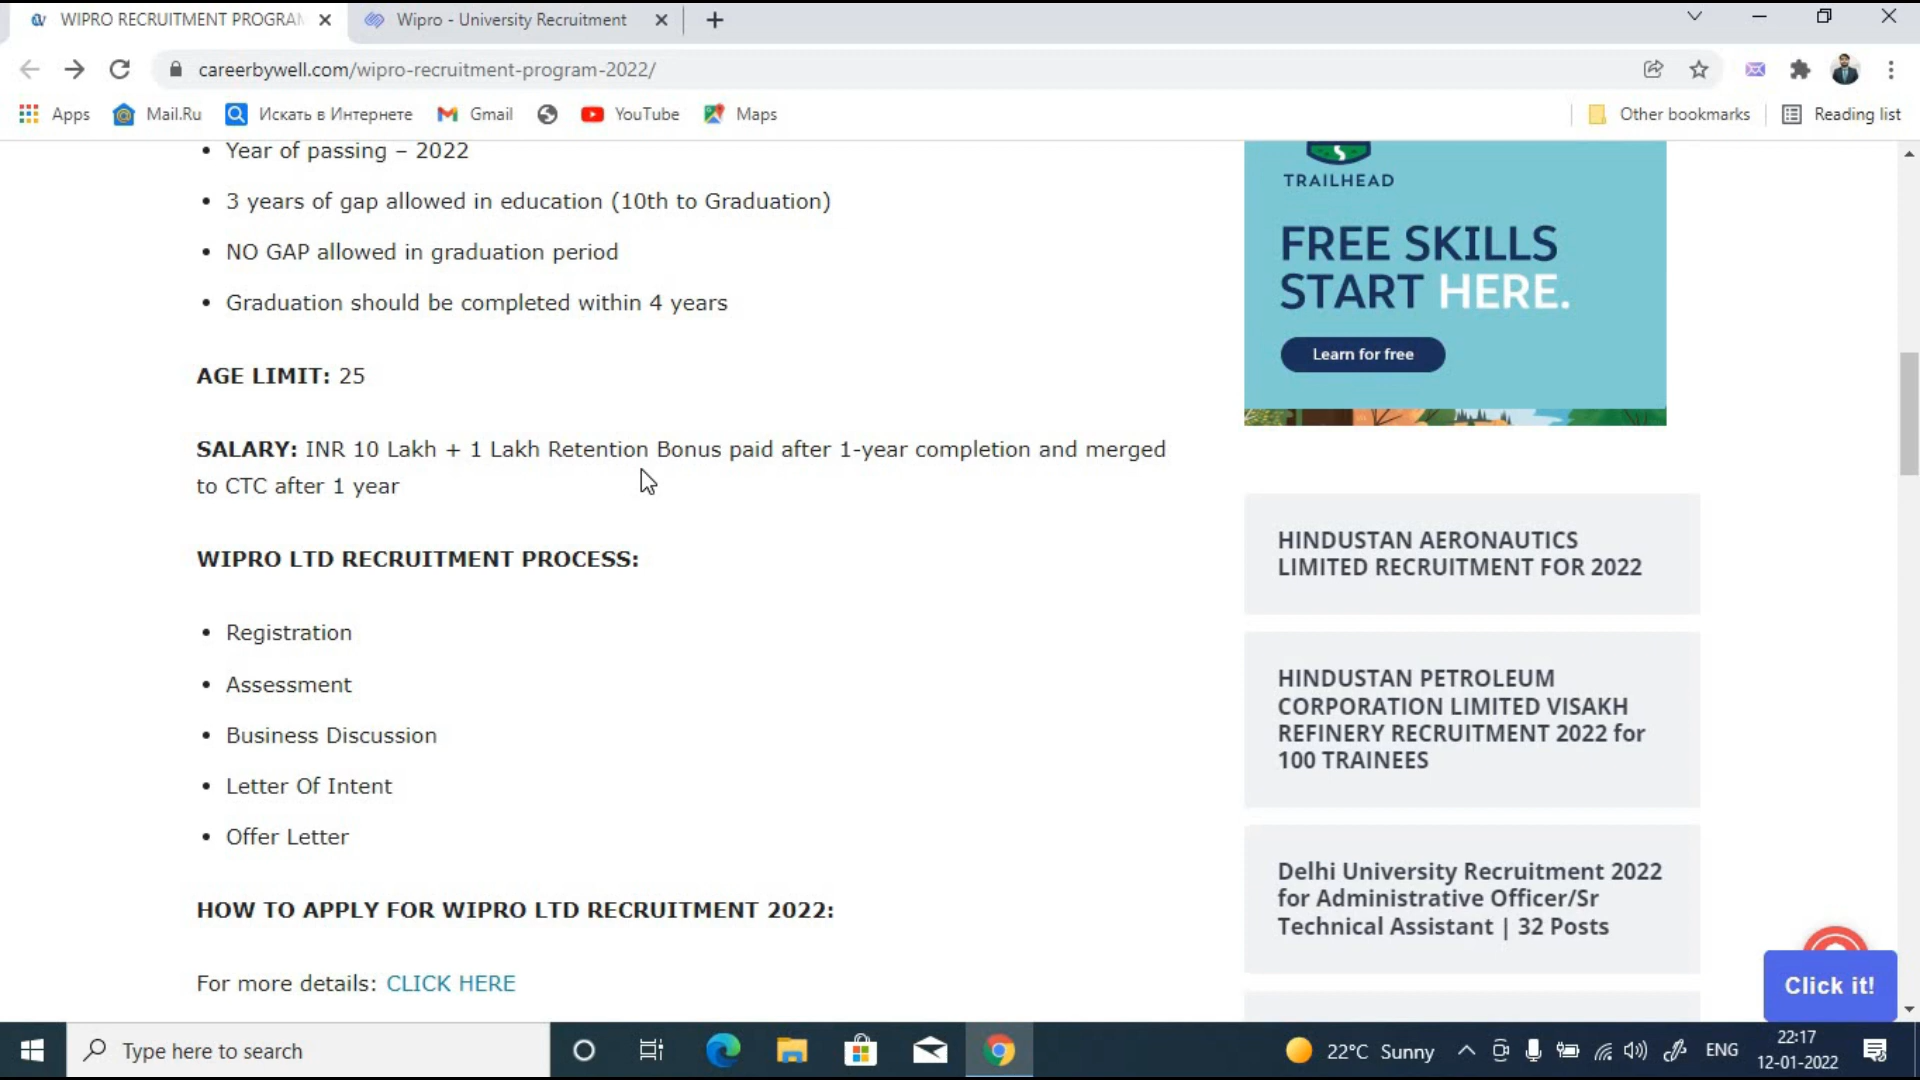 WIPRO RECRUITMENT PROGRAM
Wipro - University Recruitment
careerbywell.com/wipro-recruitment-program-2022/
Apps
Mail.Ru
Искать в Интернете
Gmail
YouTube
Maps
Other bookmarks
Reading list
• Year of passing – 2022
• 3 years of gap allowed in education (10th to Graduation)
• NO GAP allowed in graduation period
• Graduation should be completed within 4 years
AGE LIMIT: 25
SALARY: INR 10 Lakh + 1 Lakh Retention Bonus paid after 1-year completion and merged
to CTC after 1 year
WIPRO LTD RECRUITMENT PROCESS:
• Registration
• Assessment
• Business Discussion
• Letter Of Intent
• Offer Letter
HOW TO APPLY FOR WIPRO LTD RECRUITMENT 2022:
For more details: CLICK HERE
TRAILHEAD
FREE SKILLS
START HERE.
Learn for free
HINDUSTAN AERONAUTICS
LIMITED RECRUITMENT FOR 2022
HINDUSTAN PETROLEUM
CORPORATION LIMITED VISAKH
REFINERY RECRUITMENT 2022 for
100 TRAINEES
Delhi University Recruitment 2022
for Administrative Officer/Sr
Technical Assistant | 32 Posts
Click it!
Type here to search
22°C Sunny
ENG
22:17
12-01-2022